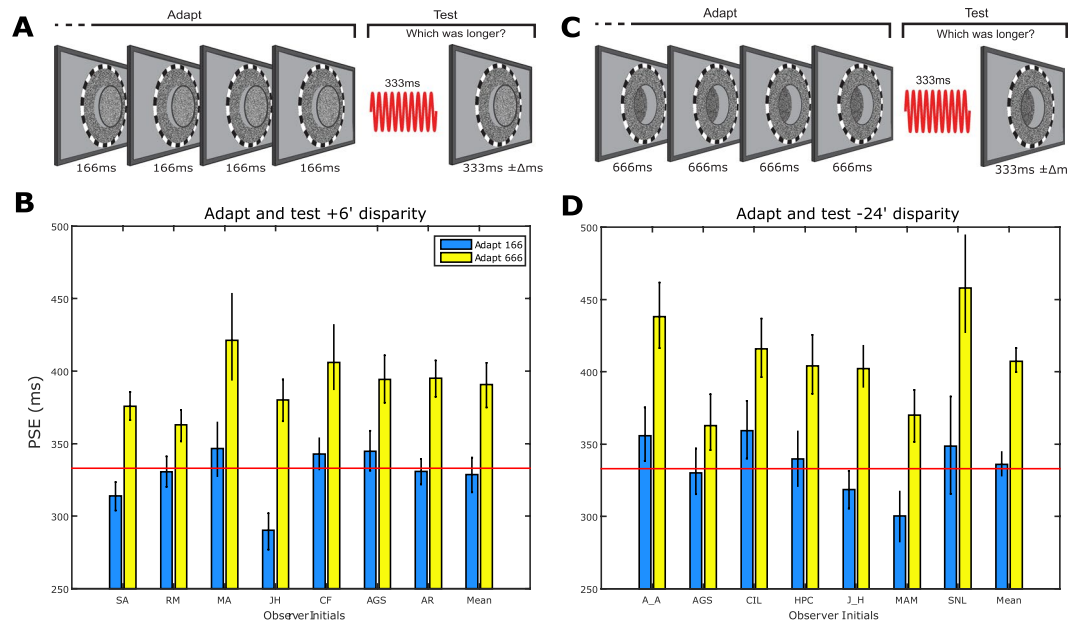 A
Adapt
Test
Which was longer?
333ms
166ms 166ms 166ms 166ms 333ms ±Δms
B
Adapt and test +6' disparity
500
450
400
350
300
250
PSE (ms)
Adapt 166
Adapt 666
SA RM MA JH CF AGS AR Mean
Observer Initials
C
Adapt
Test
Which was longer?
333ms
666ms 666ms 666ms 666ms 333ms ±Δm
D
Adapt and test -24' disparity
500
450
400
350
300
250
A_A AGS CIL HPC J_H MAM SNL Mean
Observer Initials